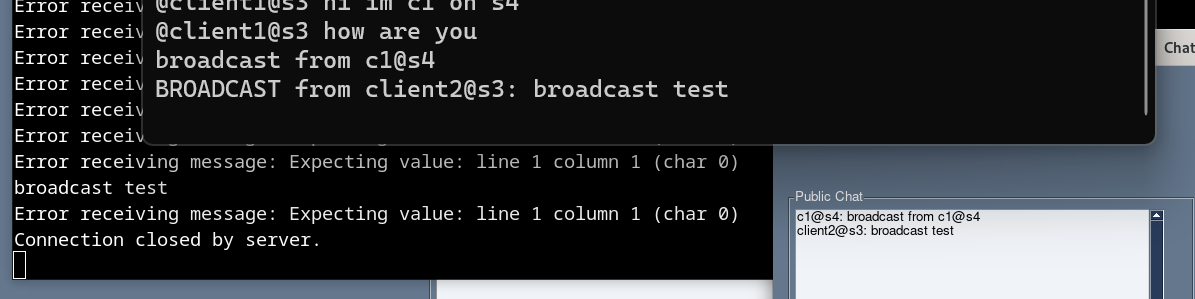 @client1@s3 hi im c1 on s4
@client1@s3 how are you
broadcast from c1@s4
BROADCAST from client2@s3: broadcast test
Error receiv
Error receiv
Error receiv
Error receiv
Error receiv
Error receiv
Error receiving message: Expecting value: line 1 column 1 (char 0)
broadcast test
Error receiving message: Expecting value: line 1 column 1 (char 0)
Connection closed by server.
Chat
Public Chat
c1@s4: broadcast from c1@s4
client2@s3: broadcast test